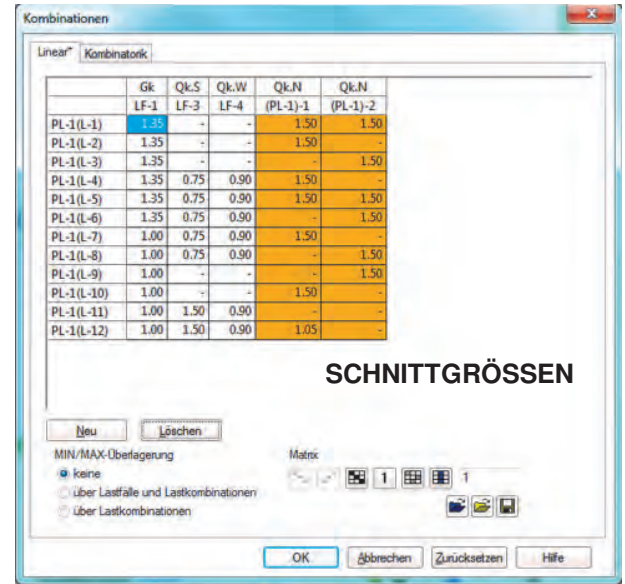 Kombinationen
Linear* Kombinatorik
Gk Qk.S Qk.W Qk.N Qk.N
LF-1 LF-3 LF-4 (PL-1)-1 (PL-1)-2
PL-1(L-1) 1.35 - - 1.50 1.50
PL-1(L-2) 1.35 - - 1.50 -
PL-1(L-3) 1.35 - - - 1.50
PL-1(L-4) 1.35 0.75 0.90 1.50 -
PL-1(L-5) 1.35 0.75 0.90 1.50 1.50
PL-1(L-6) 1.35 0.75 0.90 - 1.50
PL-1(L-7) 1.00 0.75 0.90 1.50 -
PL-1(L-8) 1.00 0.75 0.90 - 1.50
PL-1(L-9) 1.00 - - - 1.50
PL-1(L-10) 1.00 - - 1.50 -
PL-1(L-11) 1.00 1.50 0.90 - -
PL-1(L-12) 1.00 1.50 0.90 1.05 -
SCHNITTGRÖSSEN
Neu Löschen
MIN/MAX-Überlagerung Matrix
keine 1 1
über Lastfälle und Lastkombinationen
über Lastkombinationen
OK Abbrechen Zurücksetzen Hilfe